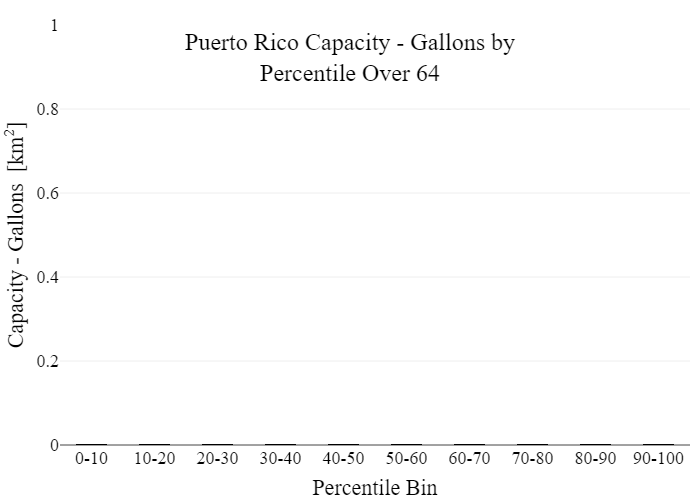 Puerto Rico Capacity - Gallons by
Percentile Over 64
Capacity - Gallons [km²]
1
0.8
0.6
0.4
0.2
0
0-10 10-20 20-30 30-40 40-50 50-60 60-70 70-80 80-90 90-100
Percentile Bin